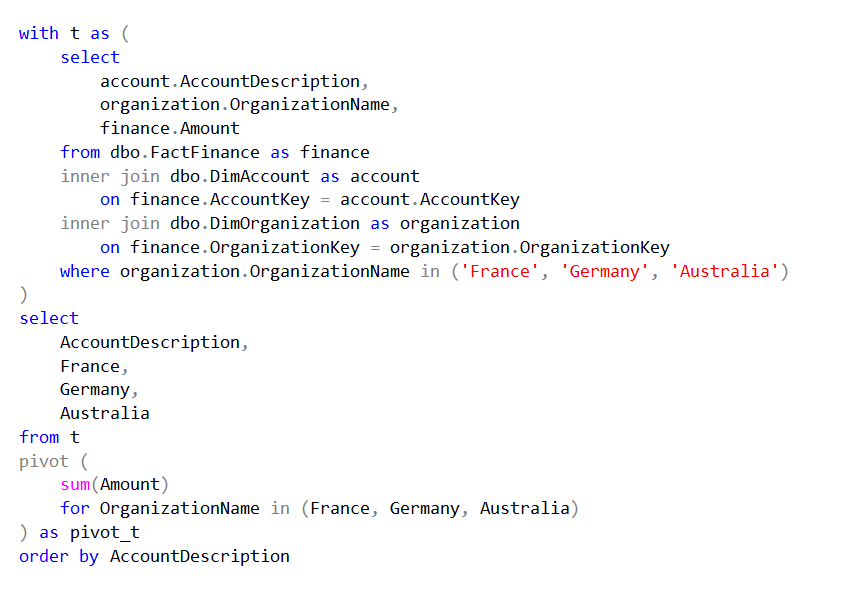 with t as (
    select
        account.AccountDescription,
        organization.OrganizationName,
        finance.Amount
    from dbo.FactFinance as finance
    inner join dbo.DimAccount as account
        on finance.AccountKey = account.AccountKey
    inner join dbo.DimOrganization as organization
        on finance.OrganizationKey = organization.OrganizationKey
    where organization.OrganizationName in ('France', 'Germany', 'Australia')
)
select
    AccountDescription,
    France,
    Germany,
    Australia
from t
pivot (
    sum(Amount)
    for OrganizationName in (France, Germany, Australia)
) as pivot_t
order by AccountDescription